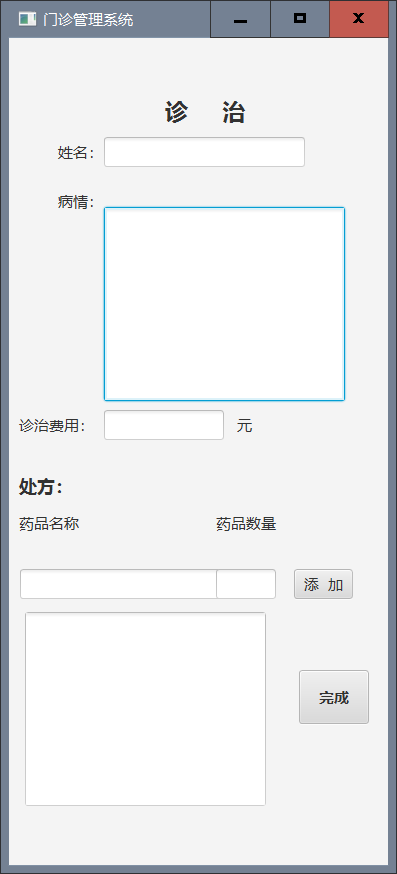 门诊管理系统
诊 治
姓名：
病情：
诊治费用： 元
处方：
药品名称 药品数量
添 加
完成